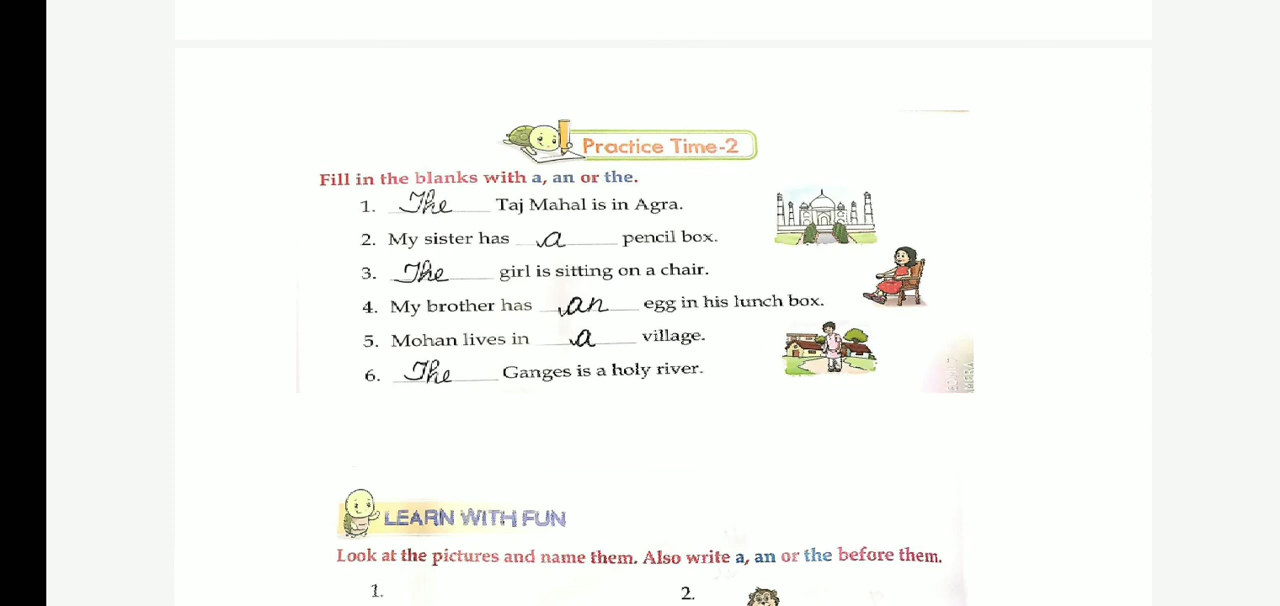 Practice Time-2
Fill in the blanks with a, an or the.
1. The Taj Mahal is in Agra.
2. My sister has a pencil box.
3. The girl is sitting on a chair.
4. My brother has an egg in his lunch box.
5. Mohan lives in a village.
6. The Ganges is a holy river.
LEARN WITH FUN
Look at the pictures and name them. Also write a, an or the before them.
1.
2.